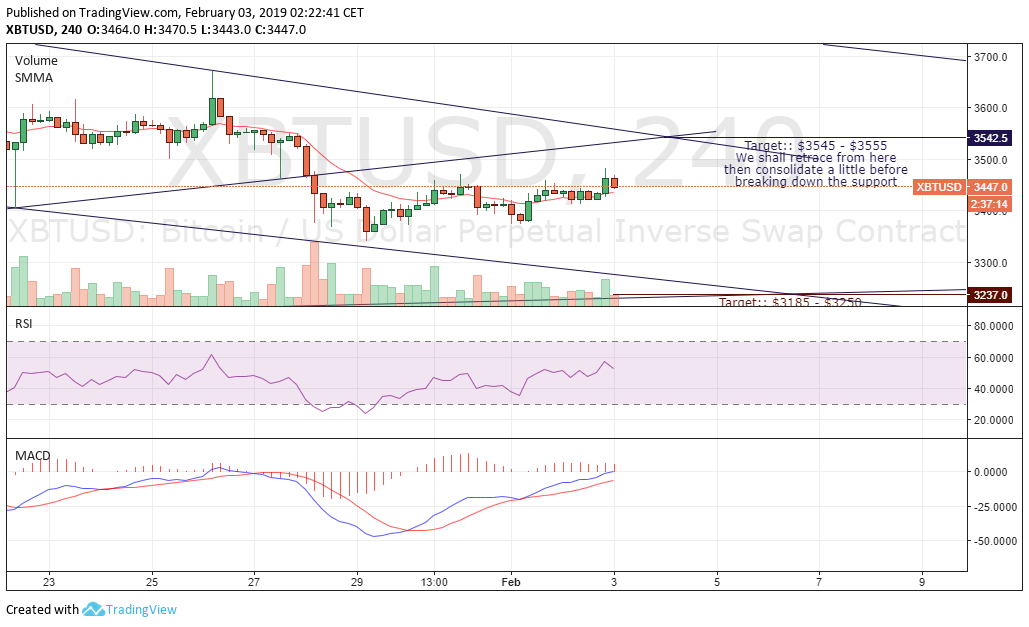 Published on TradingView.com, February 03, 2019 02:22:41 CET
XBTUSD, 240 O:3464.0 H:3470.5 L:3443.0 C:3447.0
Volume
SMMA
XBTUSD, 240
XBTUSD: Bitcoin / US Dollar Perpetual Inverse Swap Contract
Target:: $3545 - $3555
We shall retrace from here
then consolidate a little before
breaking down the support
Target:: $3185 - $3250
3700.0
3600.0
3542.5
3500.0
XBTUSD 3447.0
2:37:14
3400.0
3300.0
3237.0
RSI
80.0000
60.0000
40.0000
20.0000
MACD
0.0000
-25.0000
-50.0000
23 25 27 29 13:00 Feb 3 5 7 9
Created with TradingView